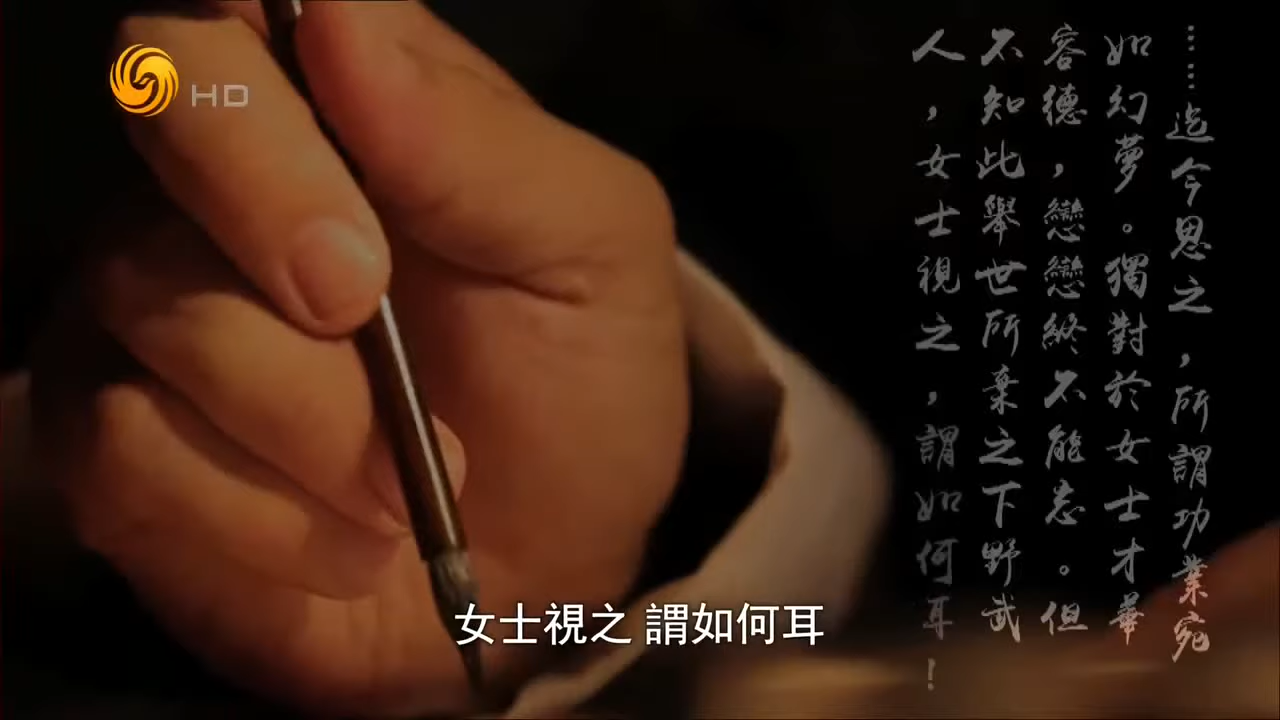 HD
……迄今思之，所謂功業宛
如幻夢。獨對於女士才華
容德，戀戀終不能忘。但
不知此舉世所棄之下野武
人，女士視之，謂如何耳！
女士視之 謂如何耳